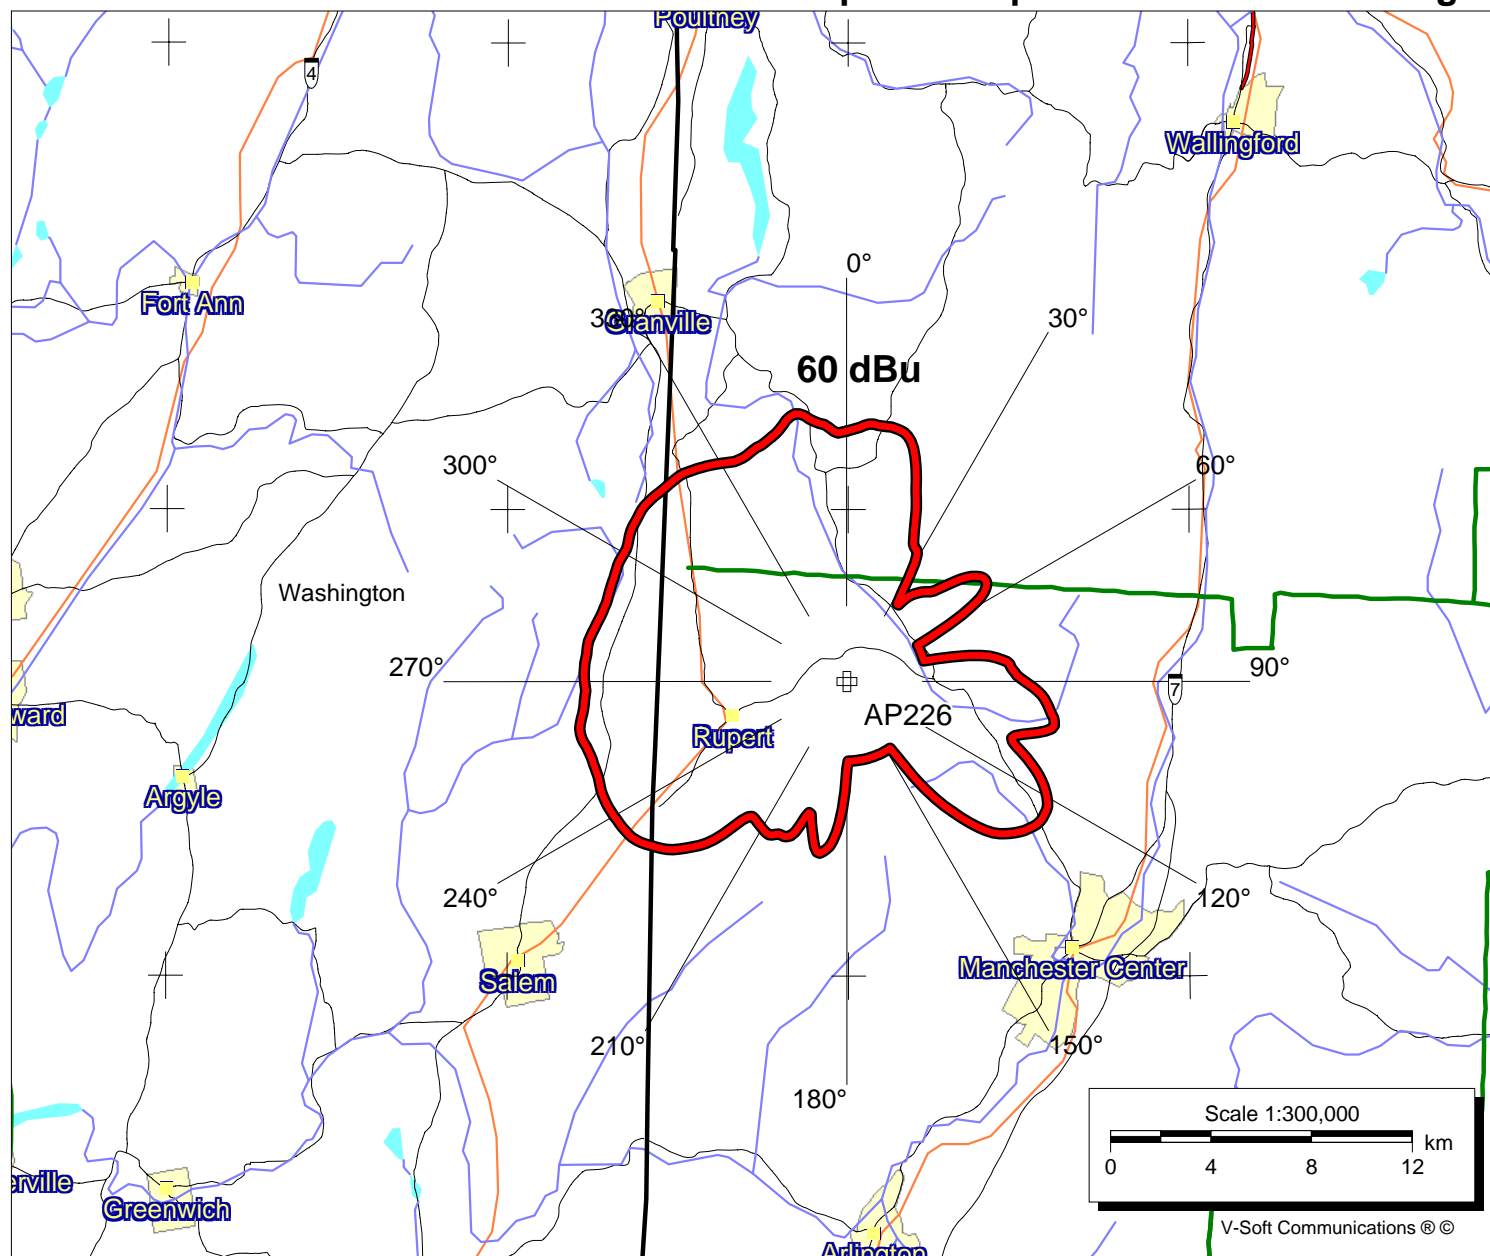 Poultney
4
Wallingford
Fort Ann
0°
Granville
30°
60 dBu
300°
60°
Washington
270°
90°
ward
7
AP226
Rupert
Argyle
240°
120°
Salem
Manchester Center
210°
150°
180°
Scale 1:300,000
km
0 4 8 12
erville
Greenwich
V-Soft Communications ® ©
Arlington